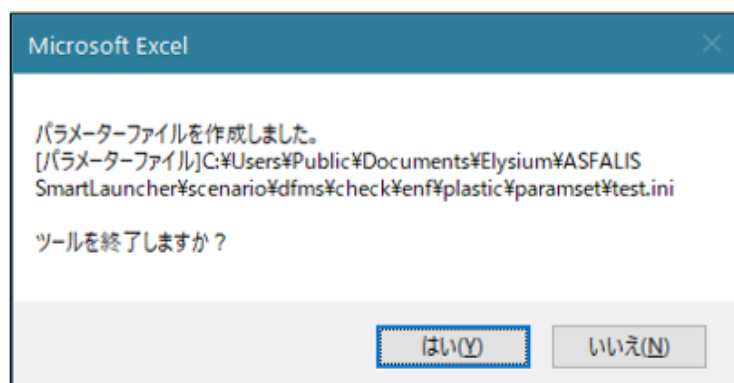 Microsoft Excel
パラメーターファイルを作成しました。
[パラメーターファイル]C:¥Users¥Public¥Documents¥Elysium¥ASFALIS
SmartLauncher¥scenario¥dfms¥check¥enf¥plastic¥paramset¥test.ini
ツールを終了しますか？
はい(Y)
いいえ(N)